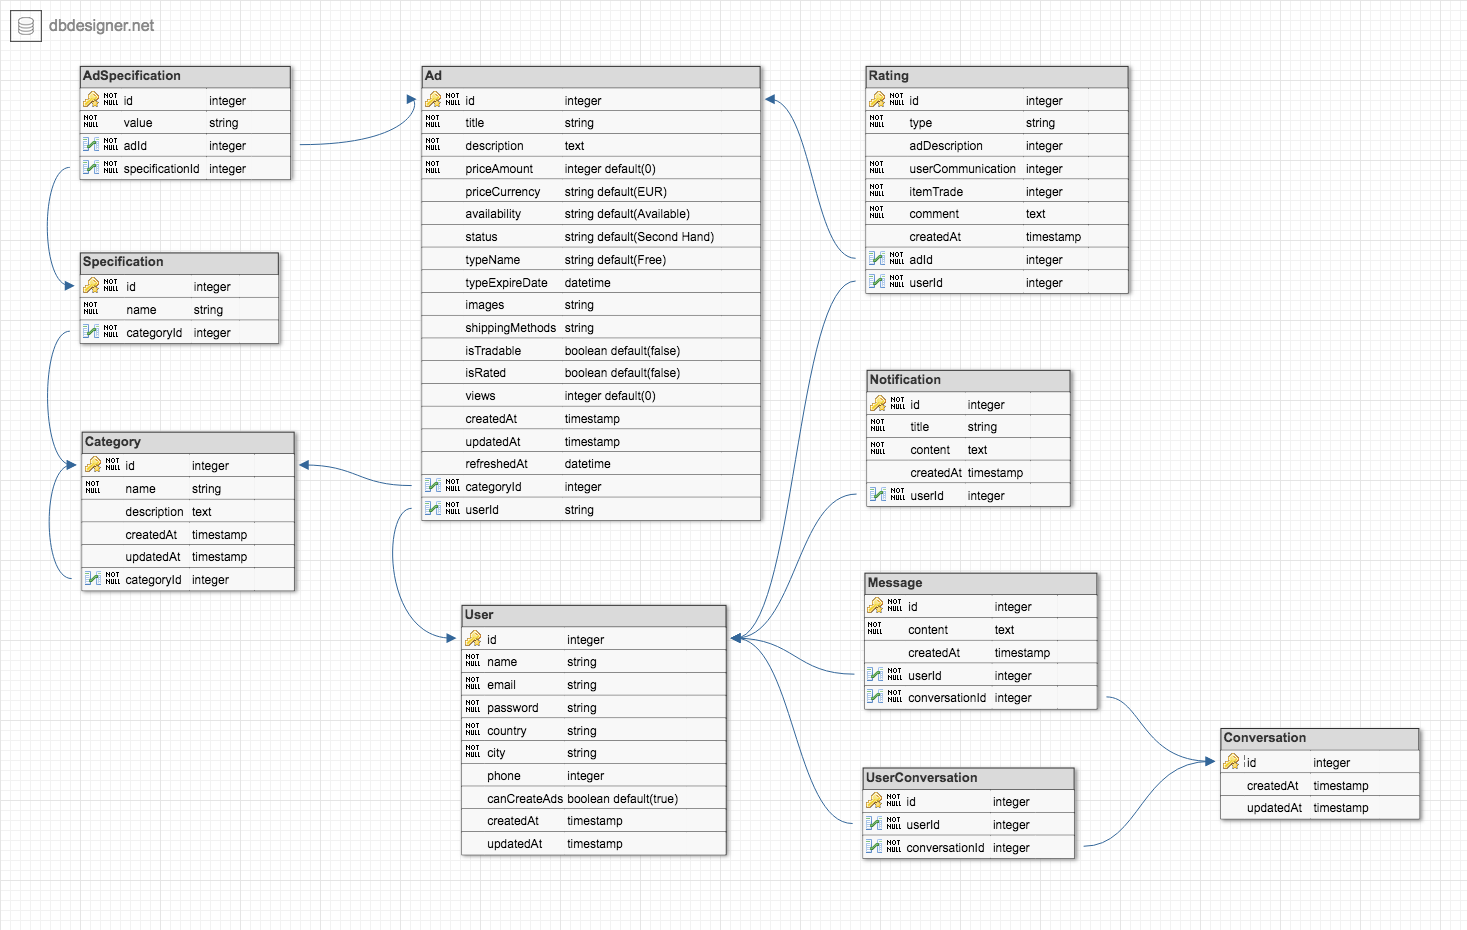 dbdesigner.net
AdSpecification
NOT NULL id integer
NOT NULL value string
NOT NULL adId integer
NOT NULL specificationId integer
Specification
NOT NULL id integer
NOT NULL name string
NOT NULL categoryId integer
Category
NOT NULL id integer
NOT NULL name string
description text
createdAt timestamp
updatedAt timestamp
NOT NULL categoryId integer
Ad
NOT NULL id integer
NOT NULL title string
NOT NULL description text
NOT NULL priceAmount integer default(0)
priceCurrency string default(EUR)
availability string default(Available)
status string default(Second Hand)
typeName string default(Free)
typeExpireDate datetime
images string
shippingMethods string
isTradable boolean default(false)
isRated boolean default(false)
views integer default(0)
createdAt timestamp
updatedAt timestamp
refreshedAt datetime
NOT NULL categoryId integer
NOT NULL userId string
User
id integer
NOT NULL name string
NOT NULL email string
NOT NULL password string
NOT NULL country string
NOT NULL city string
phone integer
canCreateAds boolean default(true)
createdAt timestamp
updatedAt timestamp
Rating
NOT NULL id integer
NOT NULL type string
adDescription integer
NOT NULL userCommunication integer
NOT NULL itemTrade integer
NOT NULL comment text
createdAt timestamp
NOT NULL adId integer
NOT NULL userId integer
Notification
NOT NULL id integer
NOT NULL title string
NOT NULL content text
createdAt timestamp
NOT NULL userId integer
Message
NOT NULL id integer
NOT NULL content text
createdAt timestamp
NOT NULL userId integer
NOT NULL conversationId integer
UserConversation
NOT NULL id integer
NOT NULL userId integer
NOT NULL conversationId integer
Conversation
id integer
createdAt timestamp
updatedAt timestamp